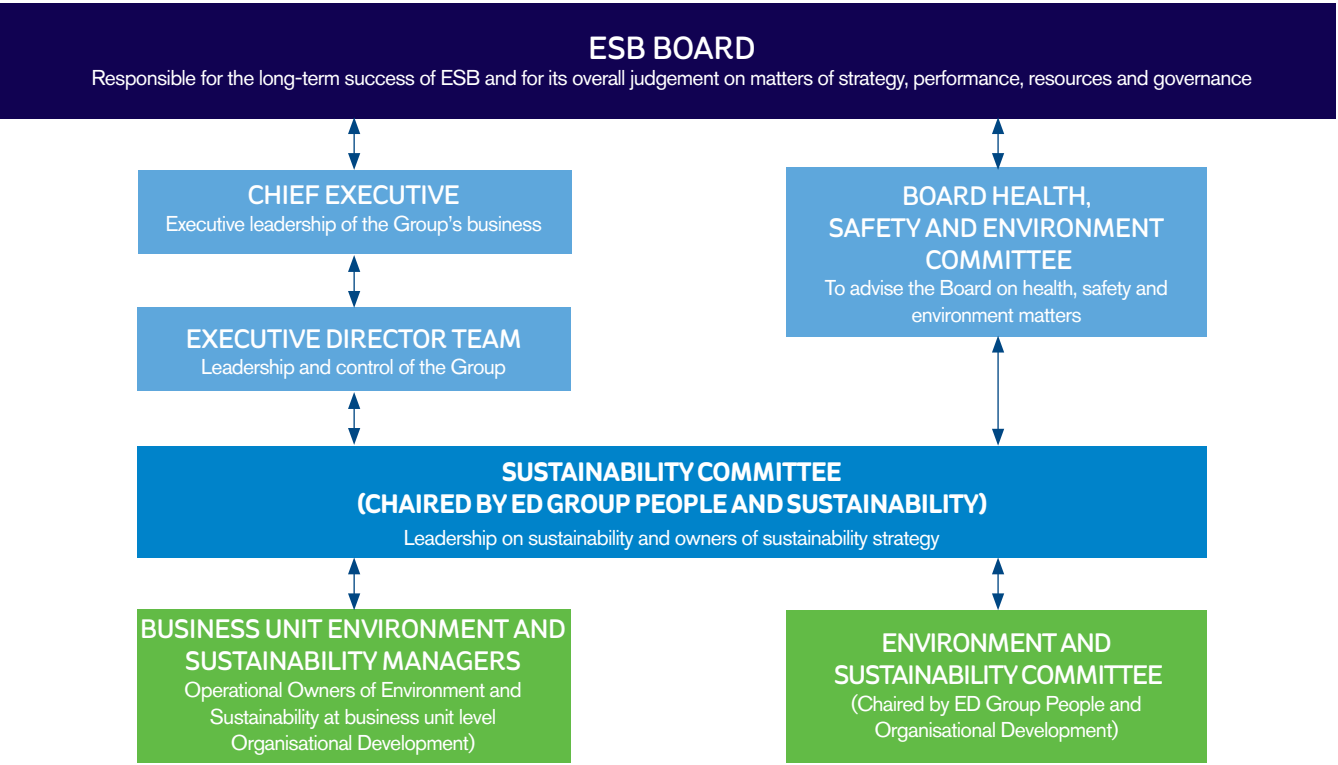 ESB BOARD
Responsible for the long-term success of ESB and for its overall judgement on matters of strategy, performance, resources and governance
CHIEF EXECUTIVE
Executive leadership of the Group's business
EXECUTIVE DIRECTOR TEAM
Leadership and control of the Group
BOARD HEALTH,
SAFETY AND ENVIRONMENT
COMMITTEE
To advise the Board on health, safety and
environment matters
SUSTAINABILITY COMMITTEE
(CHAIRED BY ED GROUP PEOPLE AND SUSTAINABILITY)
Leadership on sustainability and owners of sustainability strategy
BUSINESS UNIT ENVIRONMENT AND
SUSTAINABILITY MANAGERS
Operational Owners of Environment and
Sustainability at business unit level
Organisational Development)
ENVIRONMENT AND
SUSTAINABILITY COMMITTEE
(Chaired by ED Group People and
Organisational Development)